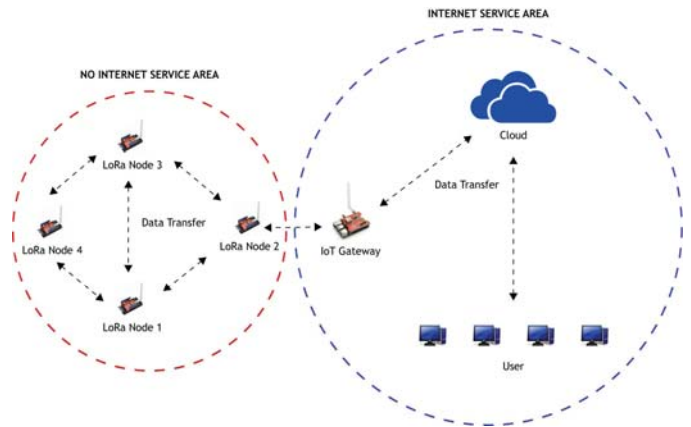 INTERNET SERVICE AREA
NO INTERNET SERVICE AREA
Cloud
LoRa Node 3
Data Transfer
Data Transfer
LoRa Node 4
LoRa Node 2
IoT Gateway
LoRa Node 1
User